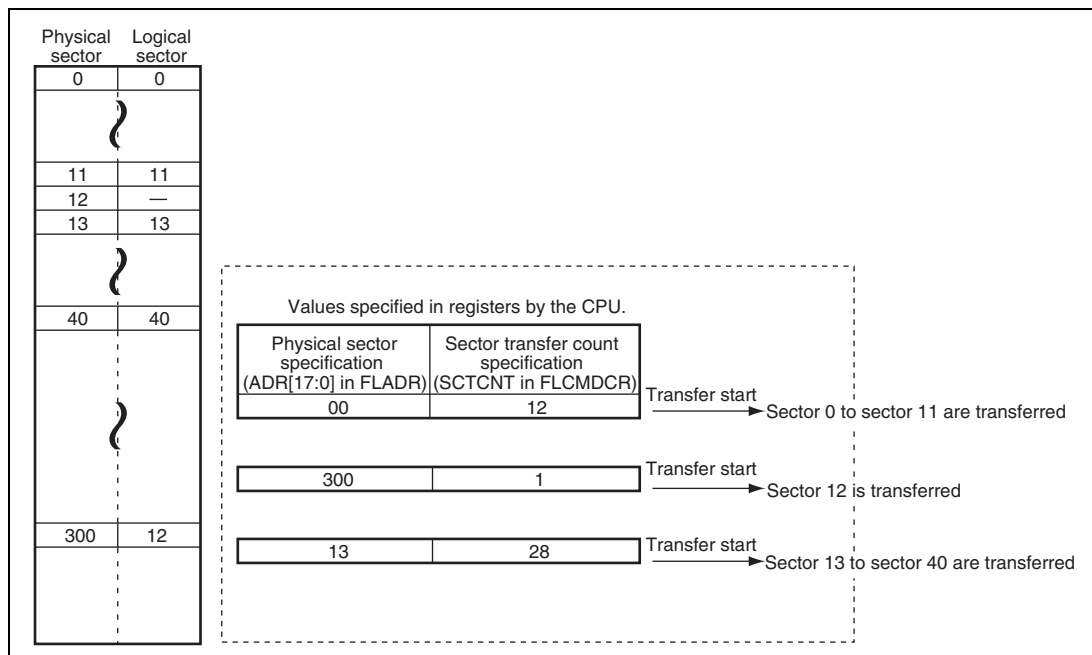 Physical sector Logical sector
0 0
11 11
12 —
13 13
40 40
300 12
Values specified in registers by the CPU.
Physical sector specification (ADR[17:0] in FLADR)
Sector transfer count specification (SCTCNT in FLCMDCR)
00 12
Transfer start
Sector 0 to sector 11 are transferred
300 1
Transfer start
Sector 12 is transferred
13 28
Transfer start
Sector 13 to sector 40 are transferred